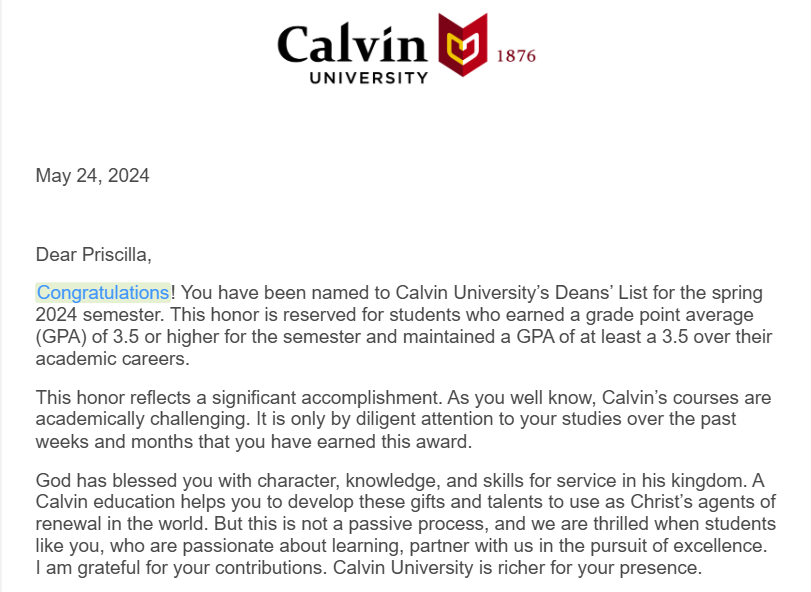 Calvin
UNIVERSITY
1876
May 24, 2024
Dear Priscilla,
Congratulations! You have been named to Calvin University’s Deans’ List for the spring
2024 semester. This honor is reserved for students who earned a grade point average
(GPA) of 3.5 or higher for the semester and maintained a GPA of at least a 3.5 over their
academic careers.
This honor reflects a significant accomplishment. As you well know, Calvin’s courses are
academically challenging. It is only by diligent attention to your studies over the past
weeks and months that you have earned this award.
God has blessed you with character, knowledge, and skills for service in his kingdom. A
Calvin education helps you to develop these gifts and talents to use as Christ’s agents of
renewal in the world. But this is not a passive process, and we are thrilled when students
like you, who are passionate about learning, partner with us in the pursuit of excellence.
I am grateful for your contributions. Calvin University is richer for your presence.